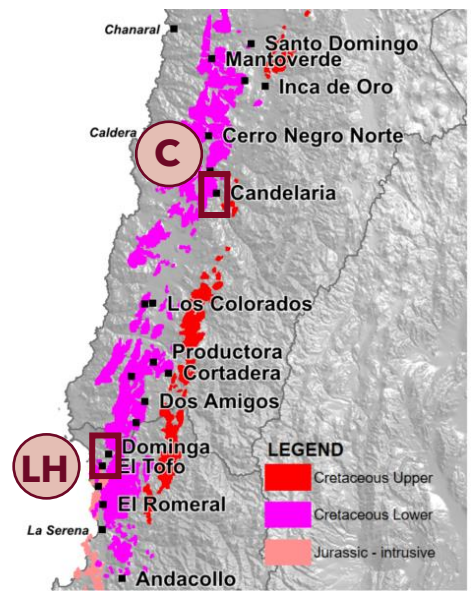 Chanaral
Santo Domingo
Mantoverde
Inca de Oro
Caldera
Cerro Negro Norte
C
Candelaria
Los Colorados
Productora
Cortadera
Dos Amigos
Dominga
LH
El Tofo
El Romeral
La Serena
Andacollo
LEGEND
Cretaceous Upper
Cretaceous Lower
Jurassic - intrusive